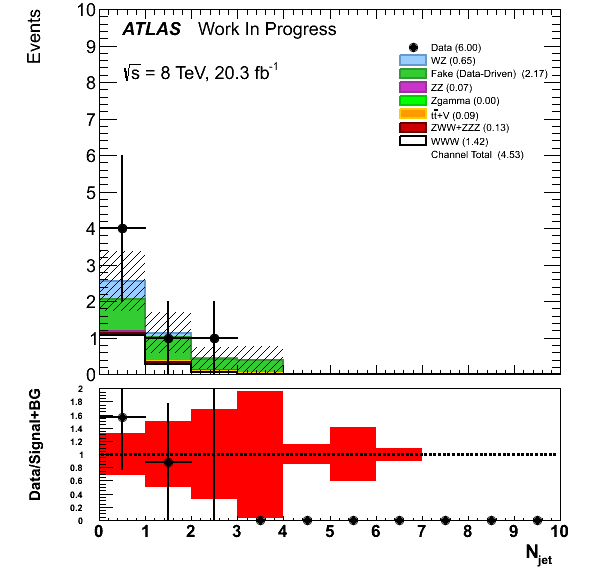 Events
10
9
8
7
6
5
4
3
2
1
0
ATLAS Work In Progress
√s = 8 TeV, 20.3 fb⁻¹
Data (6.00)
WZ (0.65)
Fake (Data-Driven) (2.17)
ZZ (0.07)
Zgamma (0.00)
tt̄+V (0.09)
ZWW+ZZZ (0.13)
WWW (1.42)
Channel Total (4.53)
Data/Signal+BG
2
1.8
1.6
1.4
1.2
1
0.8
0.6
0.4
0.2
0
0 1 2 3 4 5 6 7 8 9 10
N_jet